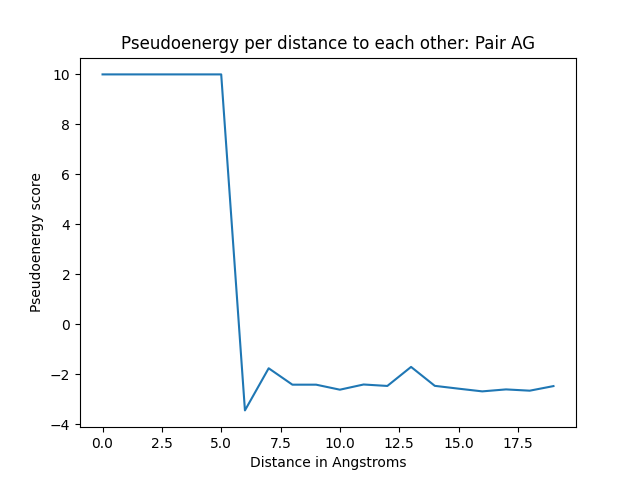 Pseudoenergy per distance to each other: Pair AG
10
8
6
4
2
0
−2
−4
Pseudoenergy score
0.0 2.5 5.0 7.5 10.0 12.5 15.0 17.5
Distance in Angstroms